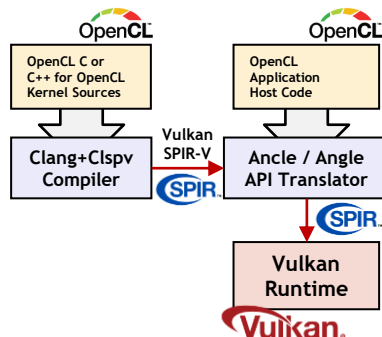 OpenCL
OpenCL
OpenCL C or
C++ for OpenCL
Kernel Sources
OpenCL
Application
Host Code
Clang+Clspv
Compiler
Vulkan
SPIR-V
Ancle / Angle
API Translator
SPIR
SPIR
Vulkan
Runtime
Vulkan